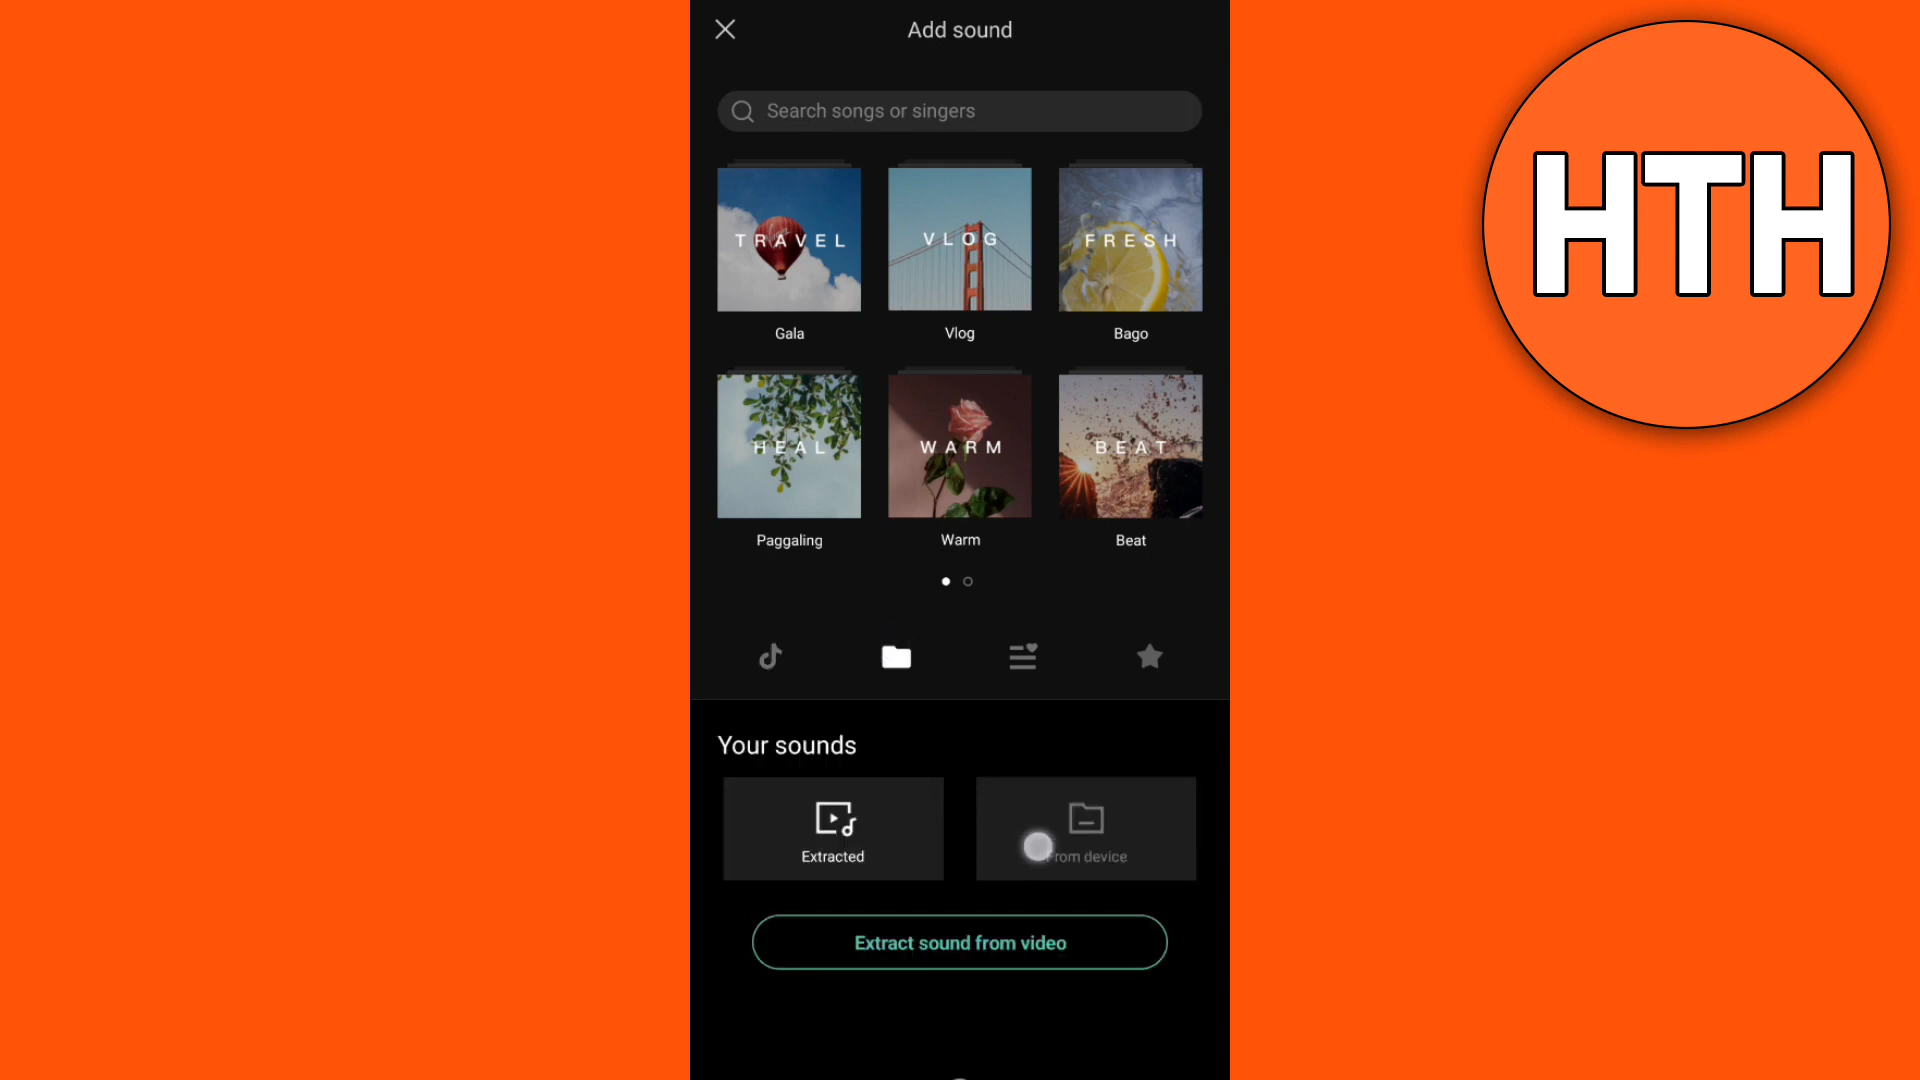 Add sound
HTH
Search songs or singers
TRAVEL
VLOG
FRESH
Gala
Vlog
Bago
HEAL
WARM
BEAT
Paggaling
Warm
Beat
Your sounds
Extracted
From device
Extract sound from video